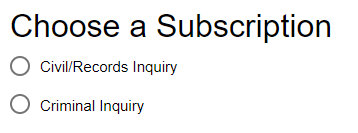 Choose a Subscription
Civil/Records Inquiry
Criminal Inquiry